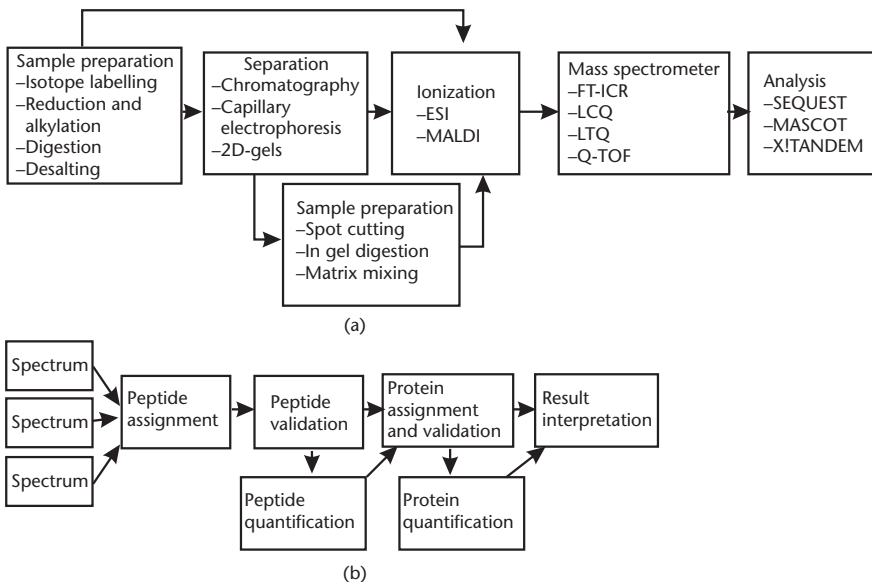 Sample preparation
–Isotope labelling
–Reduction and
alkylation
–Digestion
–Desalting
Separation
–Chromatography
–Capillary
electrophoresis
–2D-gels
Ionization
–ESI
–MALDI
Mass spectrometer
–FT-ICR
–LCQ
–LTQ
–Q-TOF
Analysis
–SEQUEST
–MASCOT
–X!TANDEM
Sample preparation
–Spot cutting
–In gel digestion
–Matrix mixing
(a)
Spectrum
Spectrum
Spectrum
Peptide
assignment
Peptide
validation
Protein
assignment
and validation
Result
interpretation
Peptide
quantification
Protein
quantification
(b)